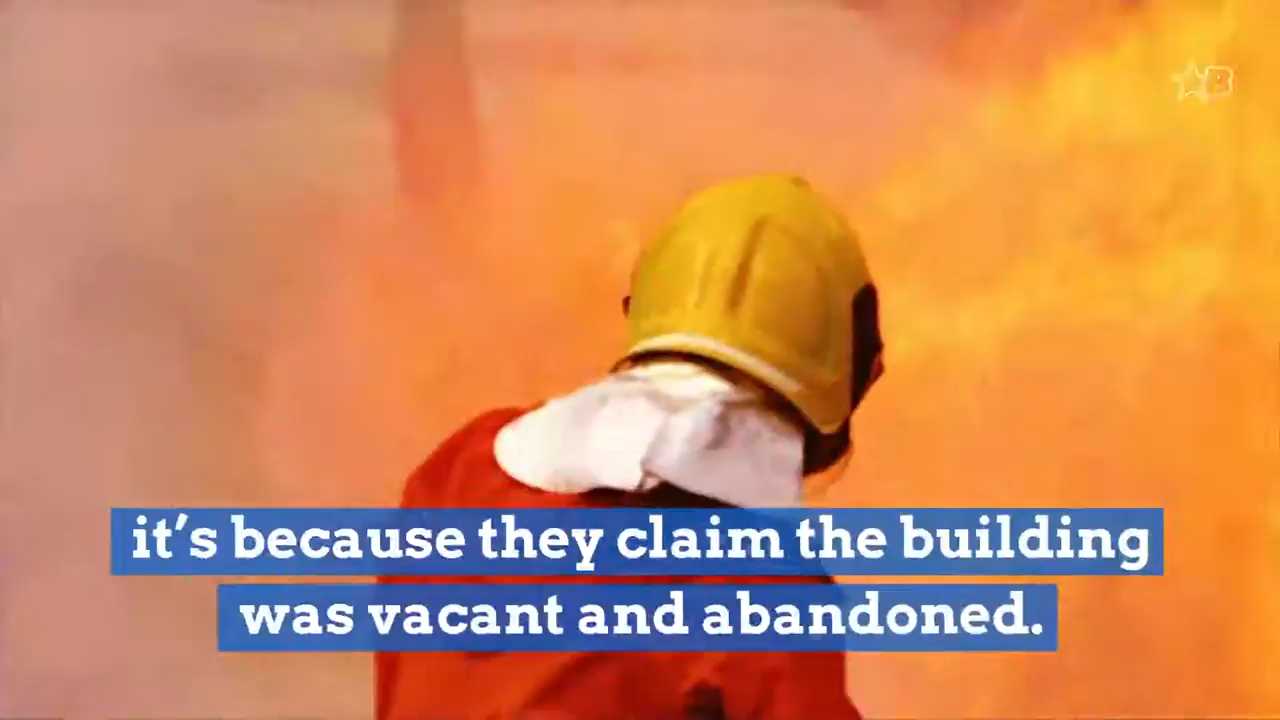 it’s because they claim the building
was vacant and abandoned.
B